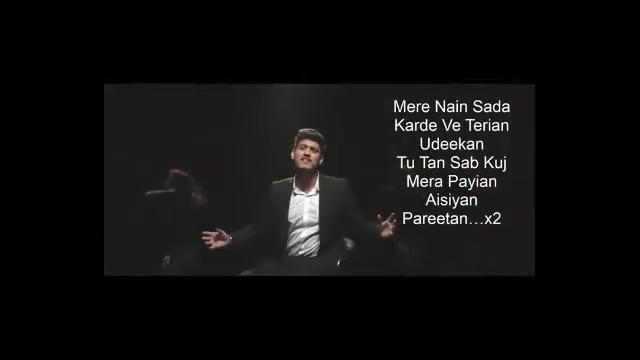 Mere Nain Sada
Karde Ve Terian
Udeekan
Tu Tan Sab Kuj
Mera Payian
Aisiyan
Pareetan...x2